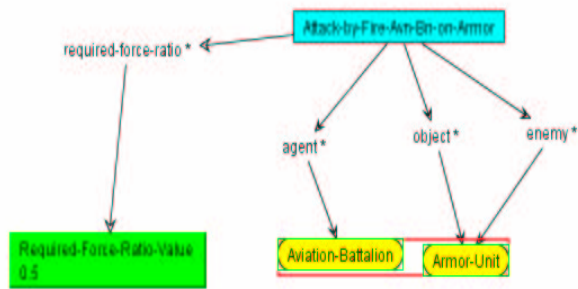 Attack-by-Fire-Avn-Bn-on-Armor
required-force-ratio *
agent *
object *
enemy *
Required-Force-Ratio-Value
0.5
Aviation-Battalion
Armor-Unit